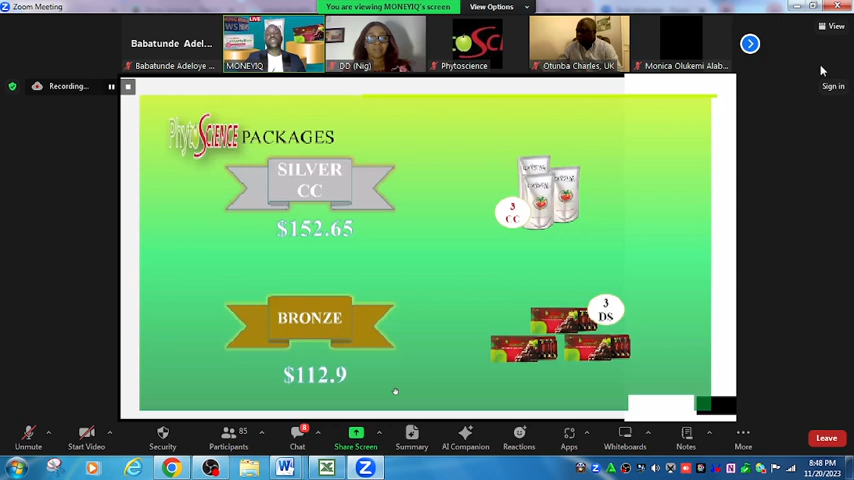 Zoom Meeting
You are viewing MONEYIQ's screen
View Options
Babatunde Adel...
Babatunde Adeloye ...
LIVE
MONEYIQ
DD (Nig)
Phytoscience
Otunba Charles, UK
Monica Olukemi Alab...
View
Sign in
Recording...
PhytoSCIENCE PACKAGES
SILVER
CC
$152.65
3
CC
BRONZE
$112.9
3
DS
Unmute
Start Video
Security
85
Participants
8
Chat
Share Screen
Summary
AI Companion
Reactions
Apps
Whiteboards
Notes
More
Leave
8:48 PM
11/20/2023